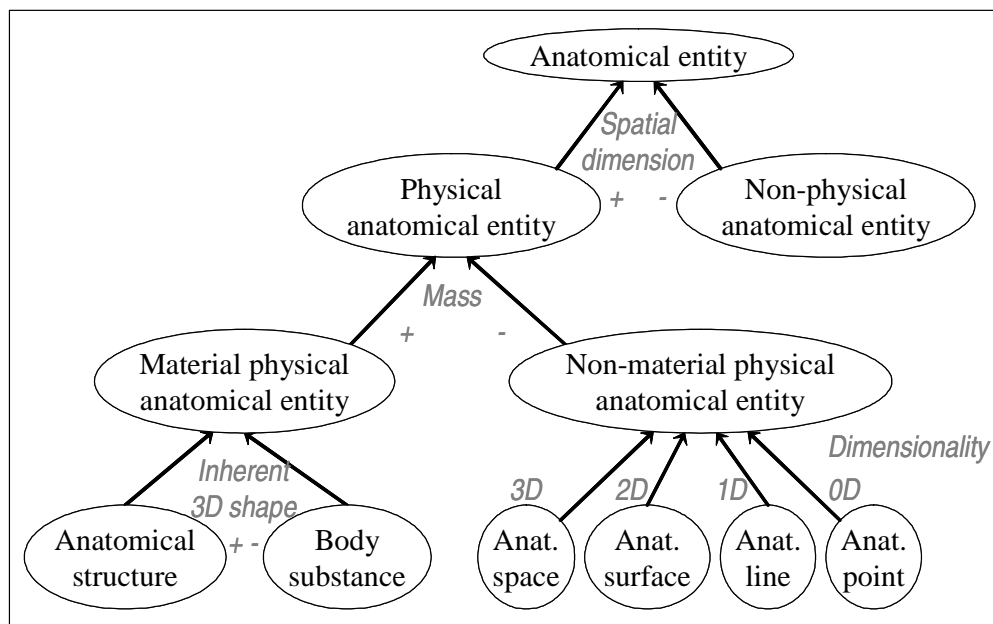 Anatomical entity
Spatial
dimension
+ -
Physical
anatomical entity
Non-physical
anatomical entity
Mass
+ -
Material physical
anatomical entity
Non-material physical
anatomical entity
Inherent
3D shape
+ -
Dimensionality
3D 2D 1D 0D
Anatomical
structure
Body
substance
Anat.
space
Anat.
surface
Anat.
line
Anat.
point